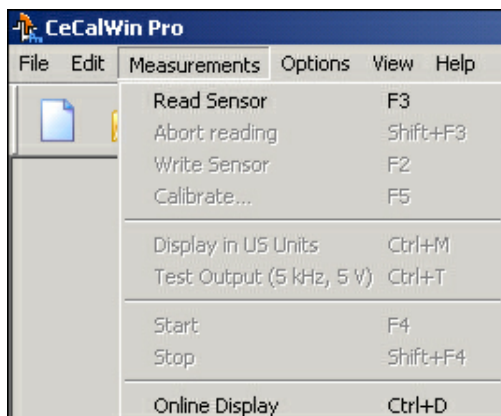 CeCalWin Pro
File Edit Measurements Options View Help
Read Sensor F3
Abort reading Shift+F3
Write Sensor F2
Calibrate... F5
Display in US Units Ctrl+M
Test Output (5 kHz, 5 V) Ctrl+T
Start F4
Stop Shift+F4
Online Display Ctrl+D